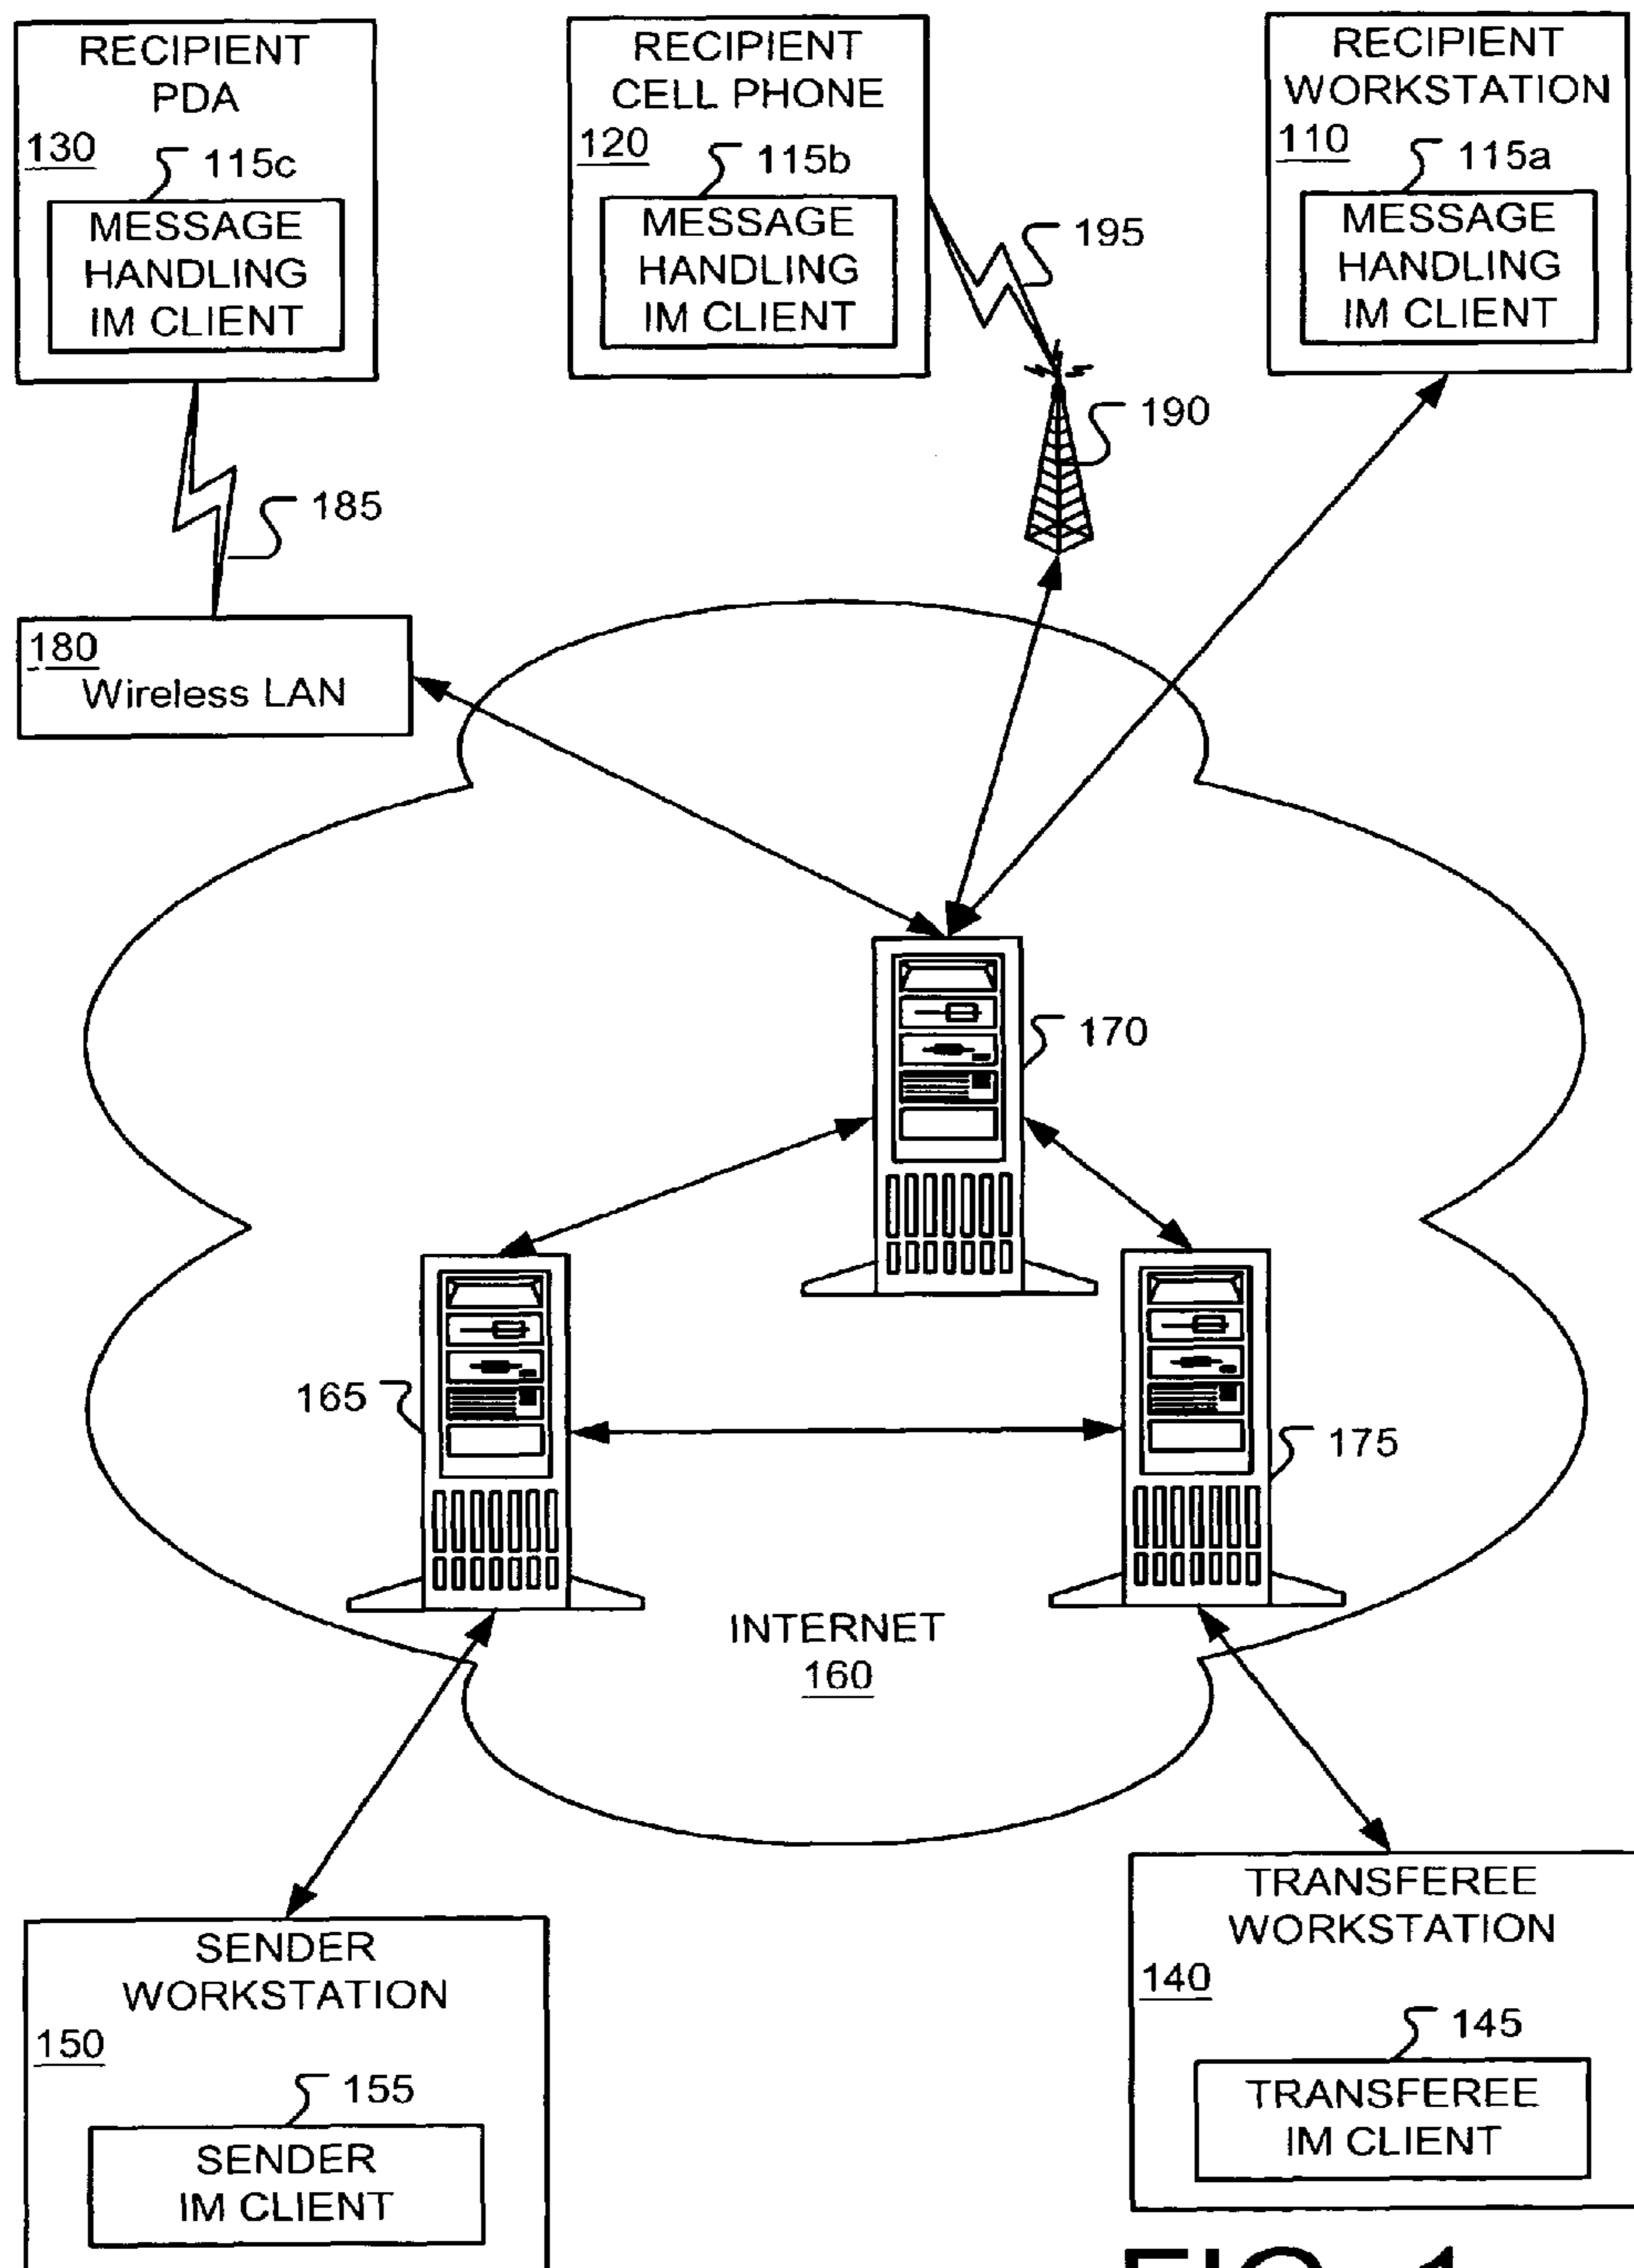 RECIPIENT
PDA
130
115c
MESSAGE
HANDLING
IM CLIENT
RECIPIENT
CELL PHONE
120
115b
MESSAGE
HANDLING
IM CLIENT
RECIPIENT
WORKSTATION
110
115a
MESSAGE
HANDLING
IM CLIENT
195
190
185
180
Wireless LAN
170
165
175
INTERNET
160
SENDER
WORKSTATION
150
155
SENDER
IM CLIENT
TRANSFEREE
WORKSTATION
140
145
TRANSFEREE
IM CLIENT
FIG. 1